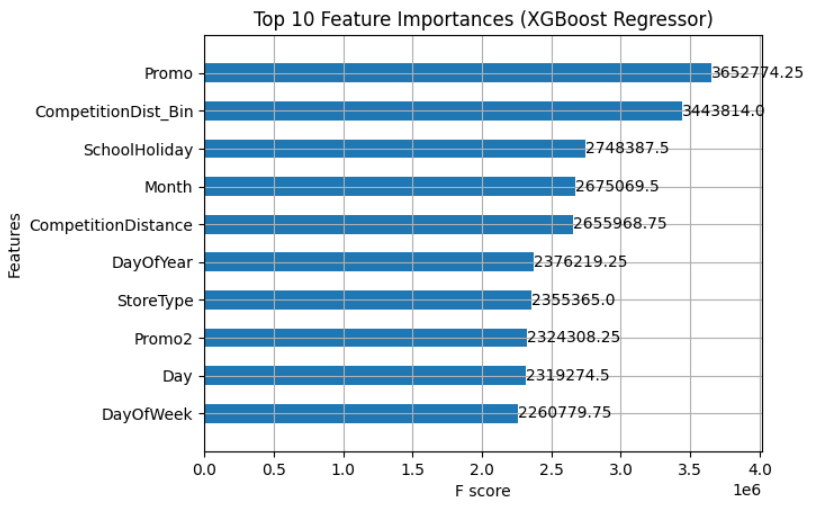 Top 10 Feature Importances (XGBoost Regressor)
Features
Promo 3652774.25
CompetitionDist_Bin 3443814.0
SchoolHoliday 2748387.5
Month 2675069.5
CompetitionDistance 2655968.75
DayOfYear 2376219.25
StoreType 2355365.0
Promo2 2324308.25
Day 2319274.5
DayOfWeek 2260779.75
0.0 0.5 1.0 1.5 2.0 2.5 3.0 3.5 4.0
1e6
F score